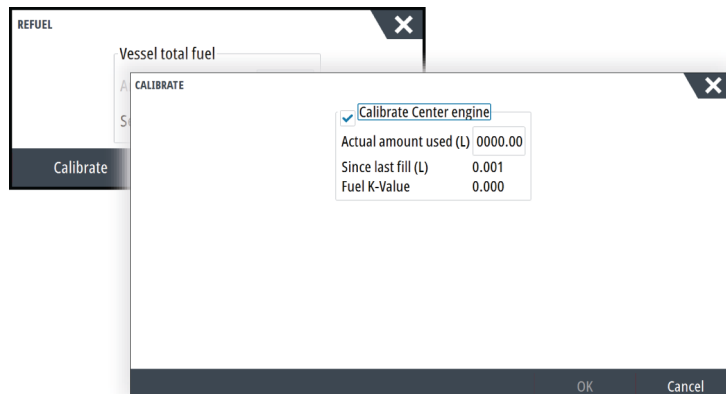 REFUEL
Vessel total fuel
CALIBRATE
Calibrate
Calibrate Center engine
Actual amount used (L) 0000.00
Since last fill (L) 0.001
Fuel K-Value 0.000
OK Cancel